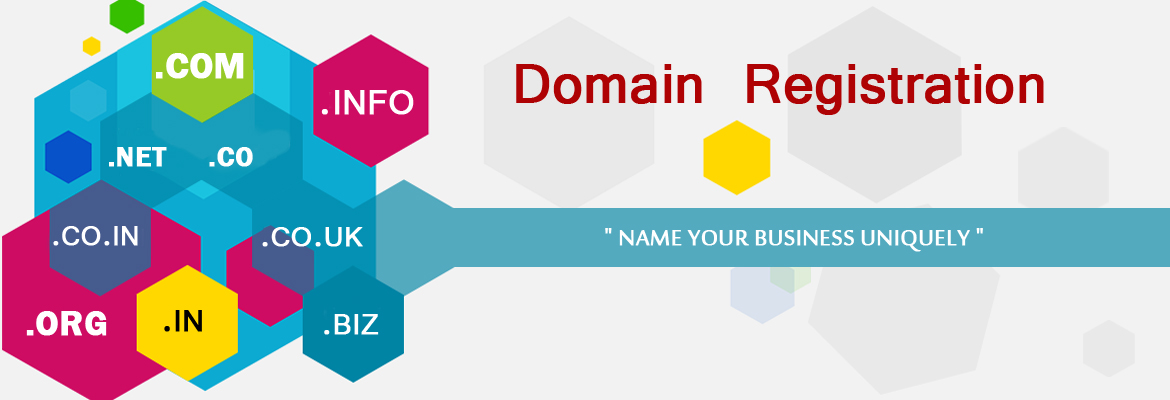 .COM
.INFO
.NET
.CO
.CO.IN
.CO.UK
.ORG
.IN
.BIZ
Domain Registration
" NAME YOUR BUSINESS UNIQUELY "